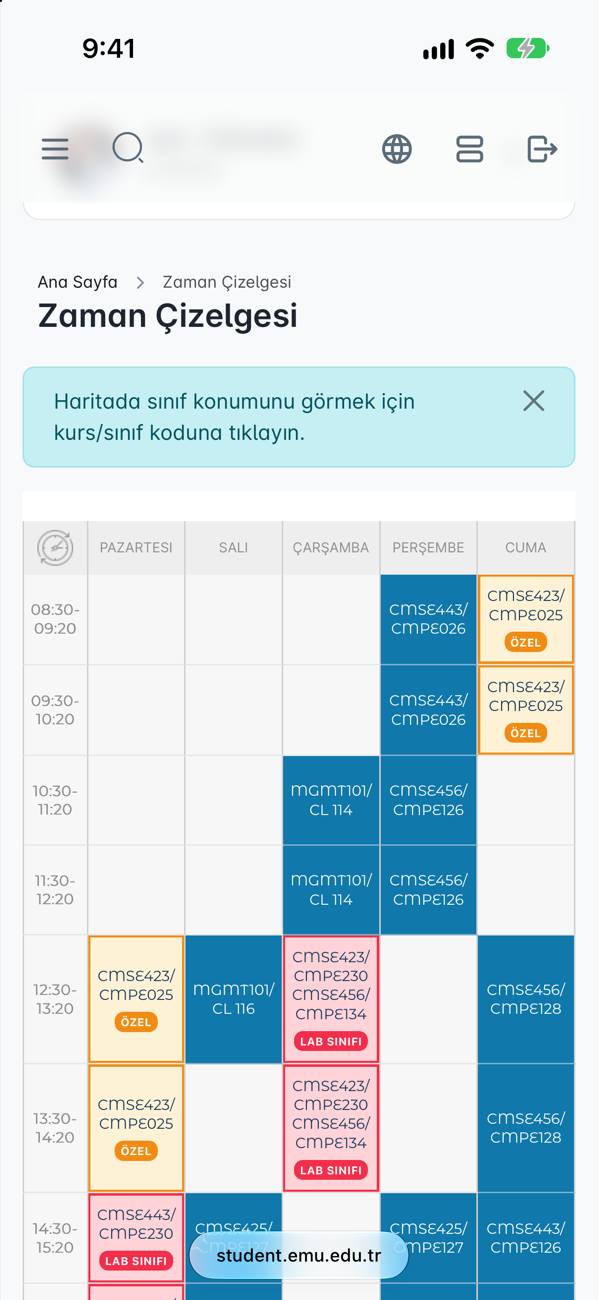 9:41
Ana Sayfa > Zaman Çizelgesi
Zaman Çizelgesi
Haritada sınıf konumunu görmek için
kurs/sınıf koduna tıklayın.
PAZARTESI SALI ÇARŞAMBA PERŞEMBE CUMA
08:30-
09:20
CMSE443/
CMPE026
CMSE423/
CMPE025
ÖZEL
09:30-
10:20
CMSE443/
CMPE026
CMSE423/
CMPE025
ÖZEL
10:30-
11:20
MGMT101/
CL 114
CMSE456/
CMPE126
11:30-
12:20
MGMT101/
CL 114
CMSE456/
CMPE126
12:30-
13:20
CMSE423/
CMPE025
ÖZEL
MGMT101/
CL 116
CMSE423/
CMPE230
CMSE456/
CMPE134
LAB SINIFI
CMSE456/
CMPE128
13:30-
14:20
CMSE423/
CMPE025
ÖZEL
CMSE423/
CMPE230
CMSE456/
CMPE134
LAB SINIFI
CMSE456/
CMPE128
14:30-
15:20
CMSE443/
CMPE230
LAB SINIFI
CMSE425/
CMSE425/
CMPE127
CMSE443/
CMPE126
student.emu.edu.tr